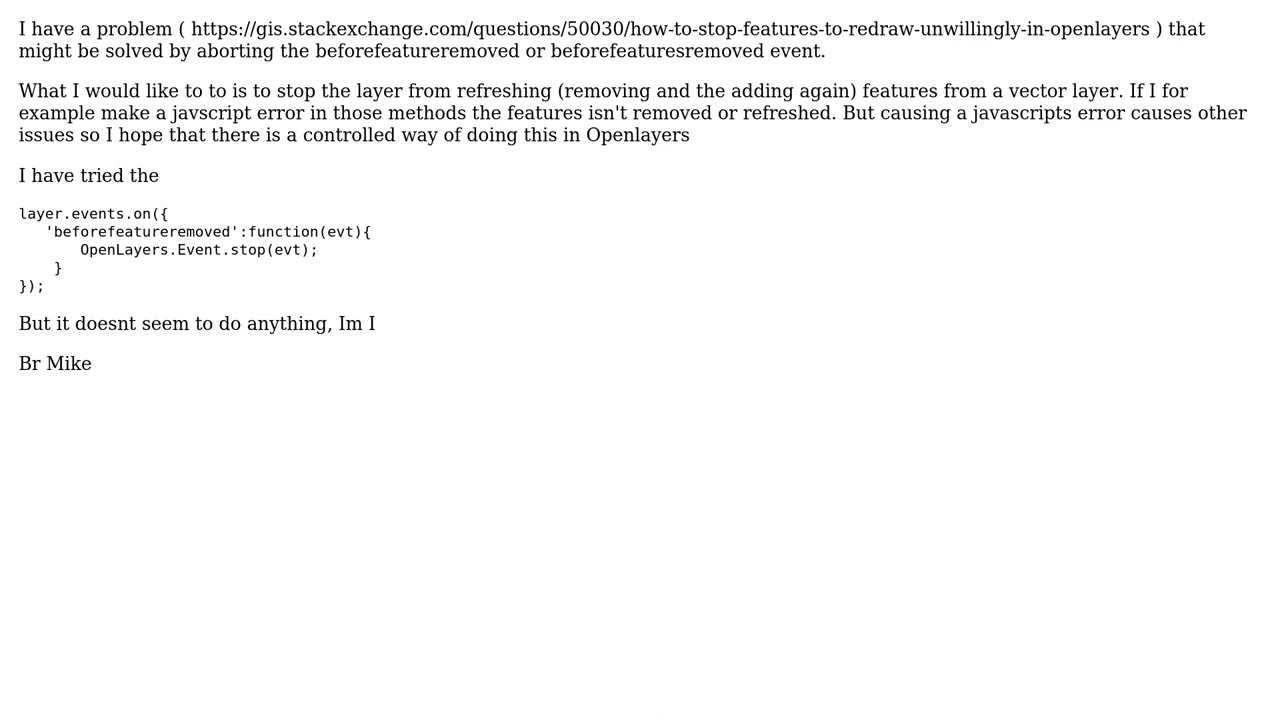 I have a problem ( https://gis.stackexchange.com/questions/50030/how-to-stop-features-to-redraw-unwillingly-in-openlayers ) that
might be solved by aborting the beforefeatureremoved or beforefeaturesremoved event.
What I would like to to is to stop the layer from refreshing (removing and the adding again) features from a vector layer. If I for
example make a javscript error in those methods the features isn't removed or refreshed. But causing a javascripts error causes other
issues so I hope that there is a controlled way of doing this in Openlayers
I have tried the
layer.events.on({
   'beforefeatureremoved':function(evt){
       OpenLayers.Event.stop(evt);
    }
});
But it doesnt seem to do anything, Im I
Br Mike